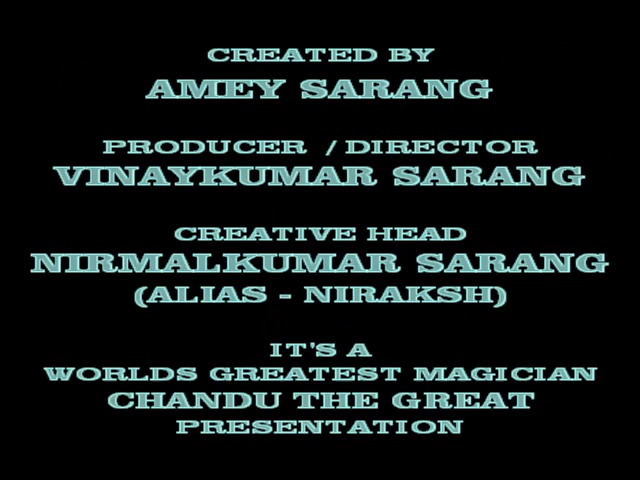 CREATED BY
AMEY SARANG
PRODUCER / DIRECTOR
VINAYKUMAR SARANG
CREATIVE HEAD
NIRMALKUMAR SARANG
(ALIAS - NIRAKSH)
IT'S A
WORLDS GREATEST MAGICIAN
CHANDU THE GREAT
PRESENTATION